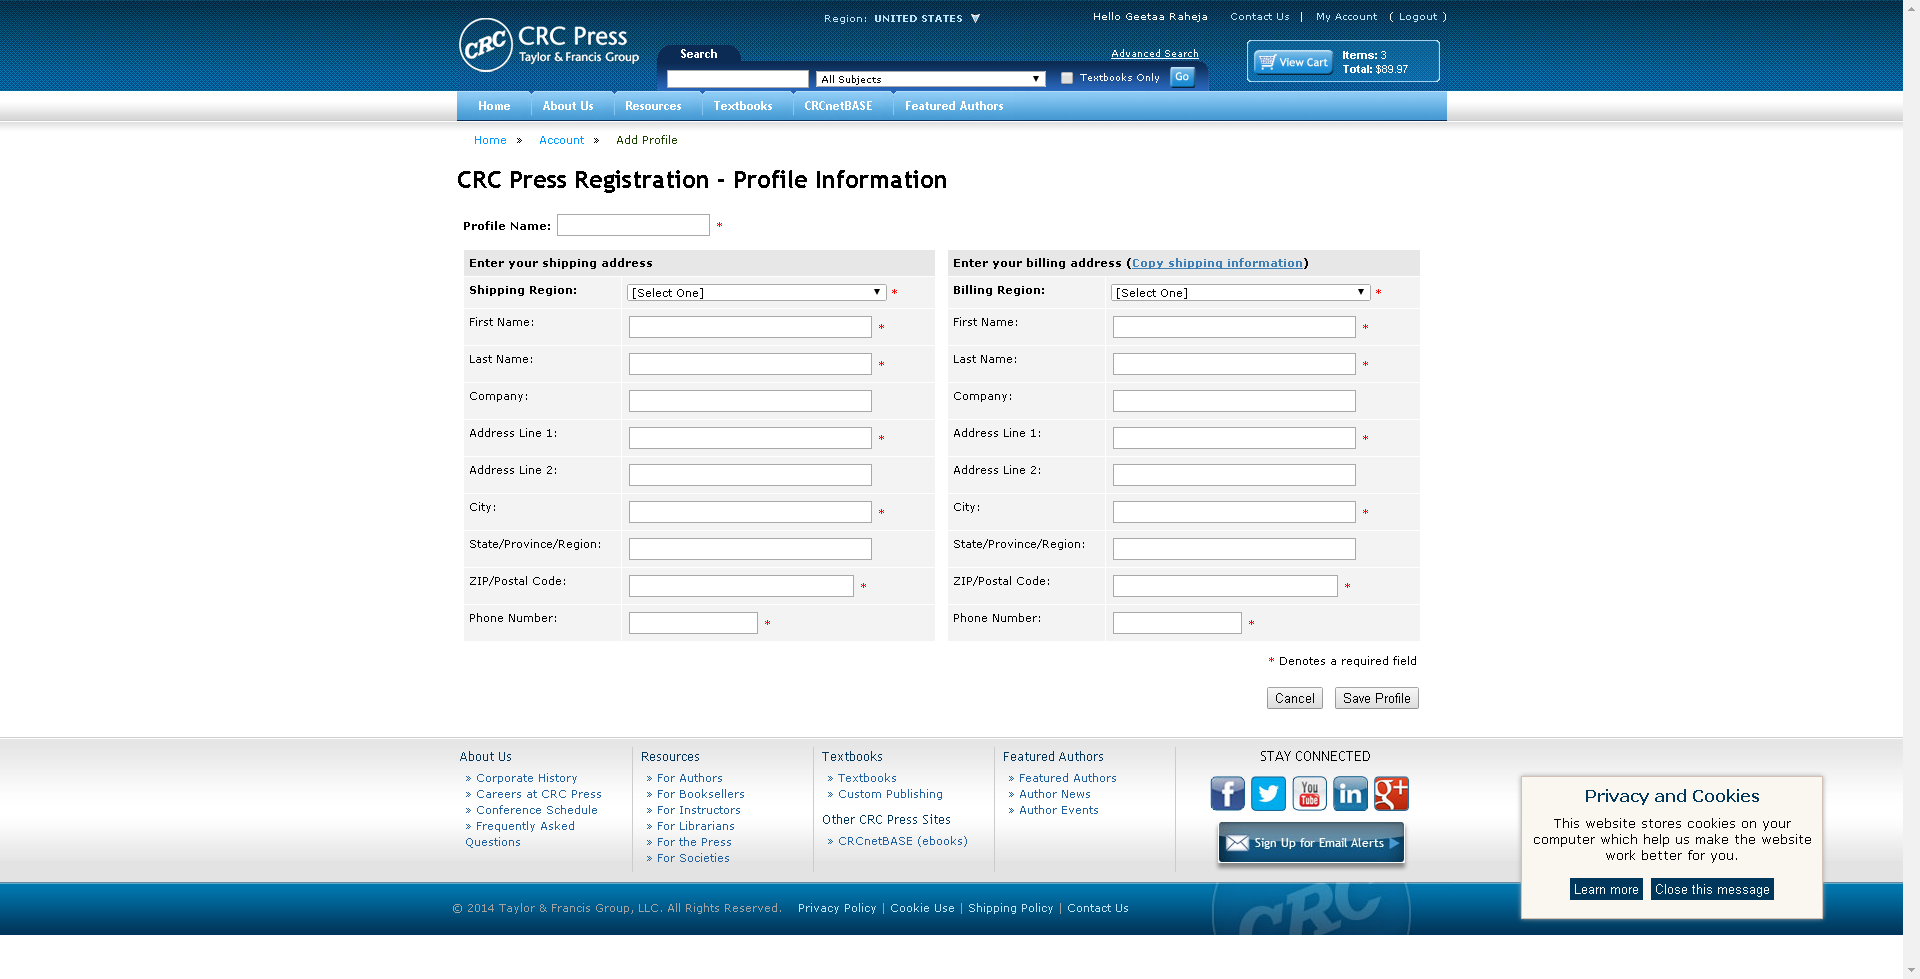 Region: UNITED STATES ▼
Hello Geetaa Raheja Contact Us | My Account ( Logout )
CRC CRC Press
Taylor & Francis Group
Search
Advanced Search
All Subjects ▼ Textbooks Only Go
View Cart Items: 3
Total: $89.97
Home About Us Resources Textbooks CRCnetBASE Featured Authors
Home » Account » Add Profile
CRC Press Registration - Profile Information
Profile Name: *
Enter your shipping address
Shipping Region: [Select One] ▼ *
First Name: *
Last Name: *
Company:
Address Line 1: *
Address Line 2:
City: *
State/Province/Region:
ZIP/Postal Code: *
Phone Number: *
Enter your billing address (Copy shipping information)
Billing Region: [Select One] ▼ *
First Name: *
Last Name: *
Company:
Address Line 1: *
Address Line 2:
City: *
State/Province/Region:
ZIP/Postal Code: *
Phone Number: *
* Denotes a required field
Cancel Save Profile
About Us
» Corporate History
» Careers at CRC Press
» Conference Schedule
» Frequently Asked
Questions
Resources
» For Authors
» For Booksellers
» For Instructors
» For Librarians
» For the Press
» For Societies
Textbooks
» Textbooks
» Custom Publishing
Other CRC Press Sites
» CRCnetBASE (ebooks)
Featured Authors
» Featured Authors
» Author News
» Author Events
STAY CONNECTED
f You Tube in g+
Sign Up for Email Alerts
Privacy and Cookies
This website stores cookies on your
computer which help us make the website
work better for you.
Learn more Close this message
© 2014 Taylor & Francis Group, LLC. All Rights Reserved. Privacy Policy | Cookie Use | Shipping Policy | Contact Us
CRC